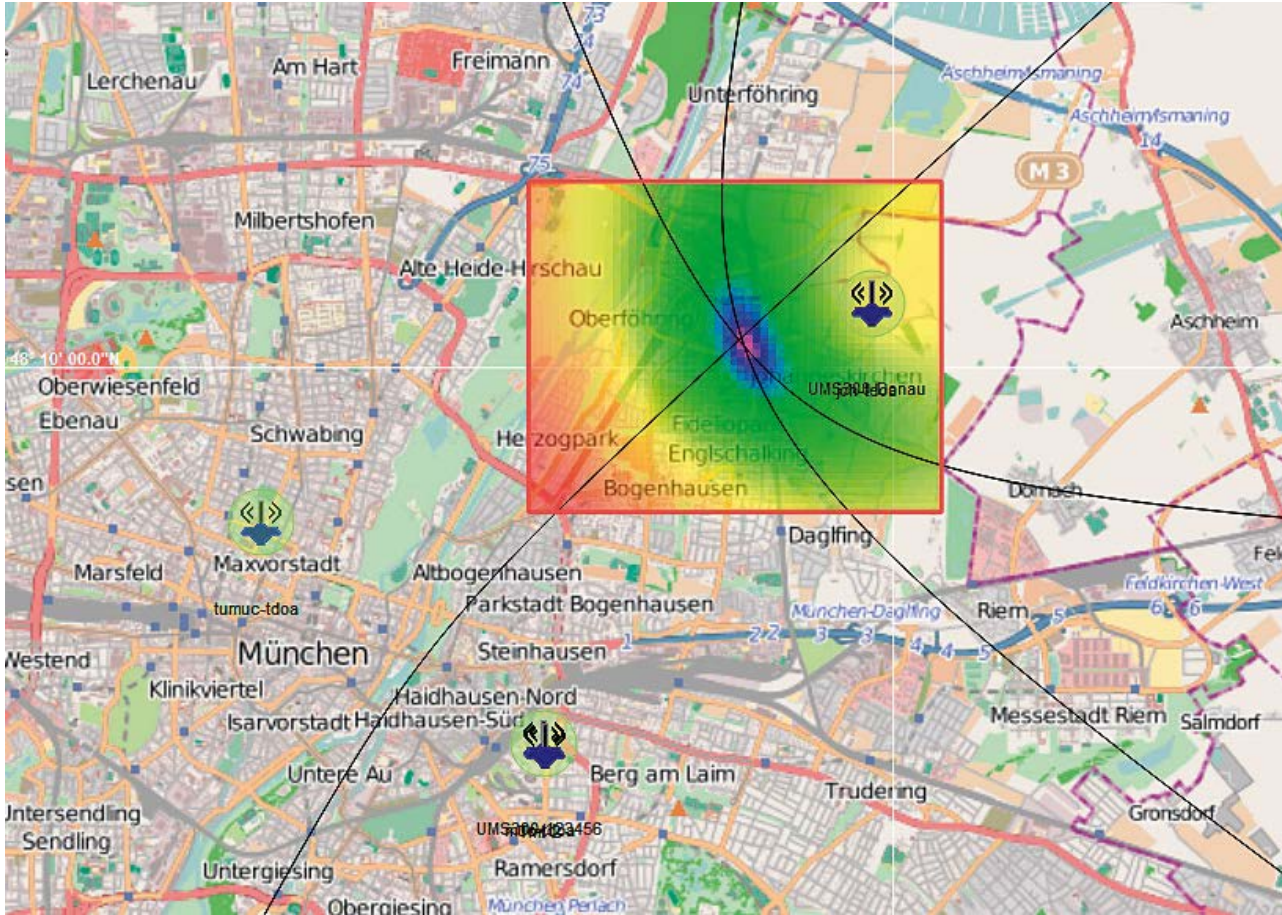 73
74
Freimann
Am Hart
Lerchenau
Aschheim/Ismaning
Unterföhring
Aschheim/Ismaning
14
75
M 3
Milbertshofen
Alte Heide-Hirschau
Oberföhring
Aschheim
48° 10' 00.0"N
Oberwiesenfeld
Ebenau
Schwabing
Herzogpark
Englschalking
Bogenhausen
Dornach
Daglfing
Maxvorstadt
Marsfeld
Altbogenhausen
Feldkirchen-West
tumuc-tdoa
Parkstadt Bogenhausen
München-Daglfing
Riem
5
6
6
1
2
2
3
3
4
4
5
München
Steinhausen
Westend
Klinikviertel
Haidhausen-Nord
Isarvorstadt
Haidhausen-Süd
Messestadt Riem
Salmdorf
Untere Au
Berg am Laim
Trudering
Gronsdorf
Untersendling
Sendling
Ramersdorf
Untergiesing
Obergiesing
München Perlach